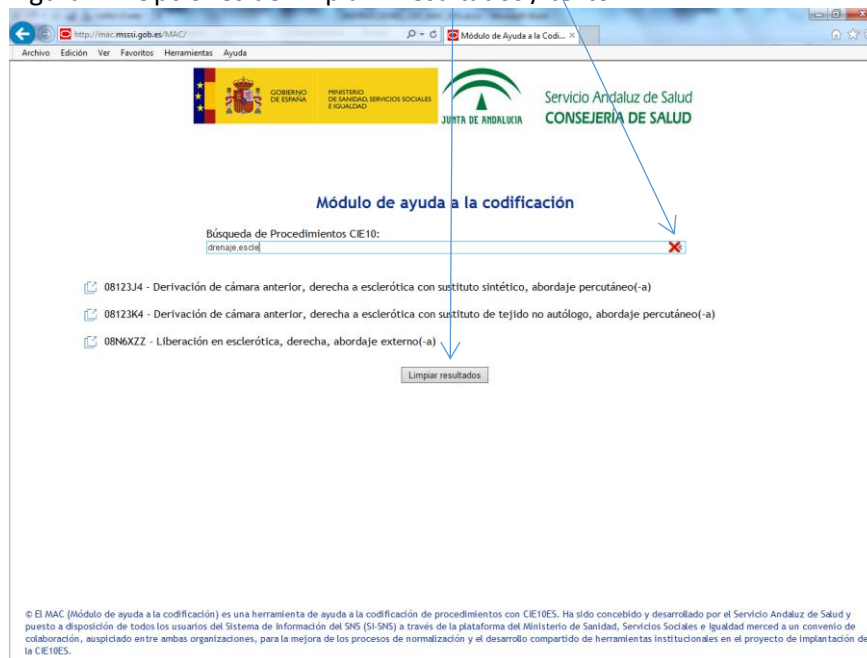 http://mac.msssi.gob.es/MAC/
Módulo de Ayuda a la Codi...
Archivo Edición Ver Favoritos Herramientas Ayuda
GOBIERNO DE ESPAÑA
MINISTERIO DE SANIDAD, SERVICIOS SOCIALES E IGUALDAD
JUNTA DE ANDALUCIA
Servicio Andaluz de Salud
CONSEJERÍA DE SALUD
Módulo de ayuda a la codificación
Búsqueda de Procedimientos CIE10:
drenaje,escle
08123J4 - Derivación de cámara anterior, derecha a esclerótica con sustituto sintético, abordaje percutáneo(-a)
08123K4 - Derivación de cámara anterior, derecha a esclerótica con sustituto de tejido no autólogo, abordaje percutáneo(-a)
08N6XZZ - Liberación en esclerótica, derecha, abordaje externo(-a)
Limpiar resultados
© El MAC (Módulo de ayuda a la codificación) es una herramienta de ayuda a la codificación de procedimientos con CIE10ES. Ha sido concebido y desarrollado por el Servicio Andaluz de Salud y
puesto a disposición de todos los usuarios del Sistema de Información del SNS (SI-SNS) a través de la plataforma del Ministerio de Sanidad, Servicios Sociales e Igualdad merced a un convenio de
colaboración, auspiciado entre ambas organizaciones, para la mejora de los procesos de normalización y el desarrollo compartido de herramientas institucionales en el proyecto de implantación de
la CIE10ES.